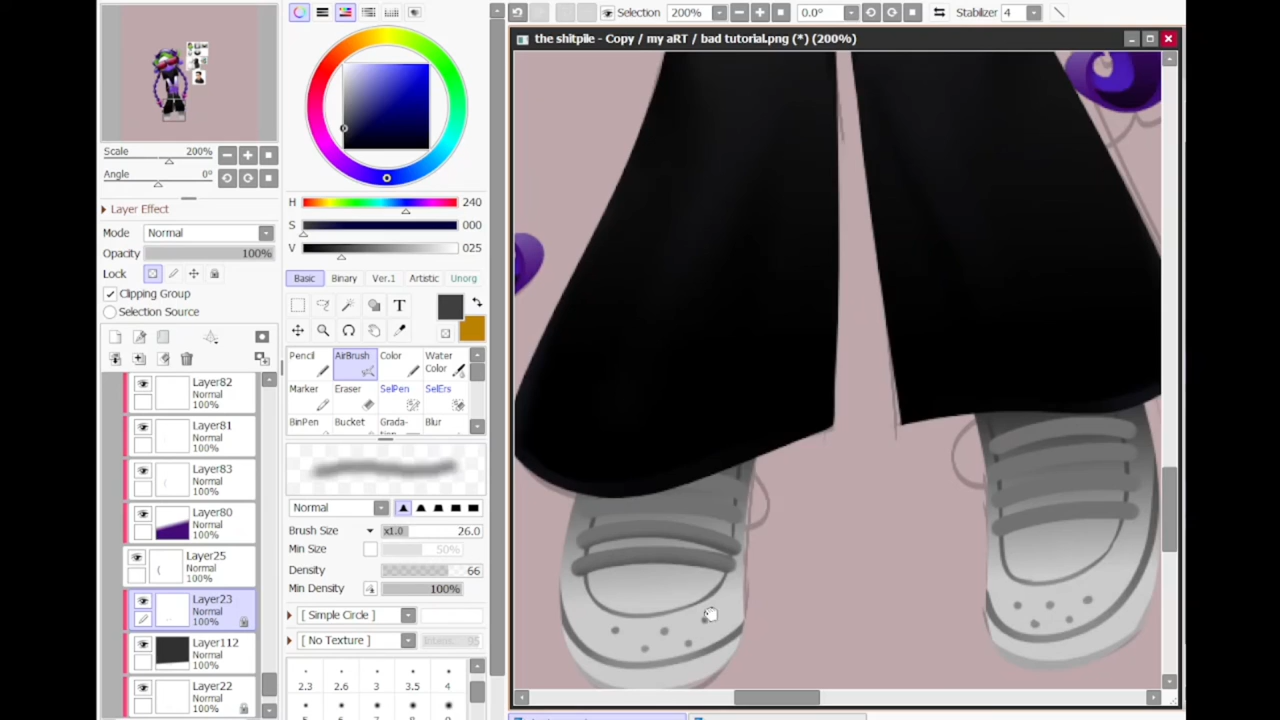 Selection 200% 0.0° Stabilizer 4
the shitpile - Copy / my aRT / bad tutorial.png (*) (200%)
Scale 200%
Angle 0°
Layer Effect
Mode Normal
Opacity 100%
Lock
Clipping Group
Selection Source
Layer82
Normal
100%
Layer81
Normal
100%
Layer83
Normal
100%
Layer80
Normal
100%
Layer25
Normal
100%
Layer23
Normal
100%
Layer112
Normal
100%
Layer22
Normal
100%
H 240
S 000
V 025
Basic Binary Ver.1 Artistic Unorg
T
Pencil AirBrush Color Water
Color
Marker Eraser SelPen SelErs
BinPen Bucket Grada- Blur
tion
Normal
Brush Size x1.0 26.0
Min Size 50%
Density 66
Min Density 100%
[ Simple Circle ]
[ No Texture ] Intens. 95
2.3 2.6 3 3.5 4